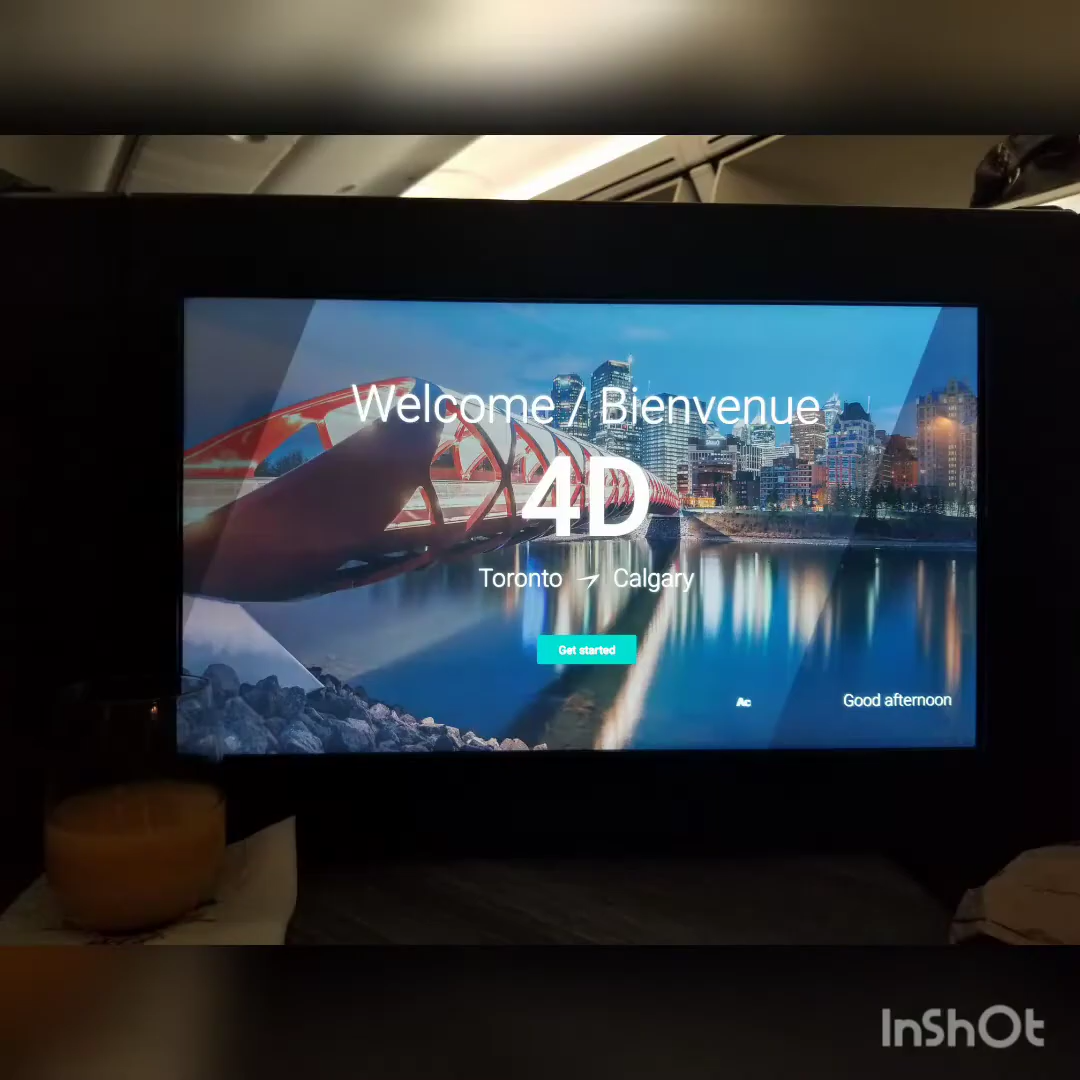 Welcome / Bienvenue
4D
Toronto Calgary
Get started
Ac
Good afternoon
InShOt